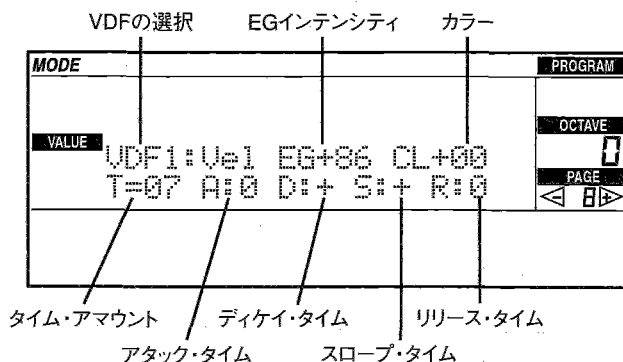 VDFの選択 EGインテンシティ カラー
MODE PROGRAM
OCTAVE
0
VALUE
VDF1:Vel EG+86 CL+00
T=07 A:0 D:+ S:+ R:0
PAGE
- 8 +
タイム・アマウント ディケイ・タイム リリース・タイム
アタック・タイム スロープ・タイム